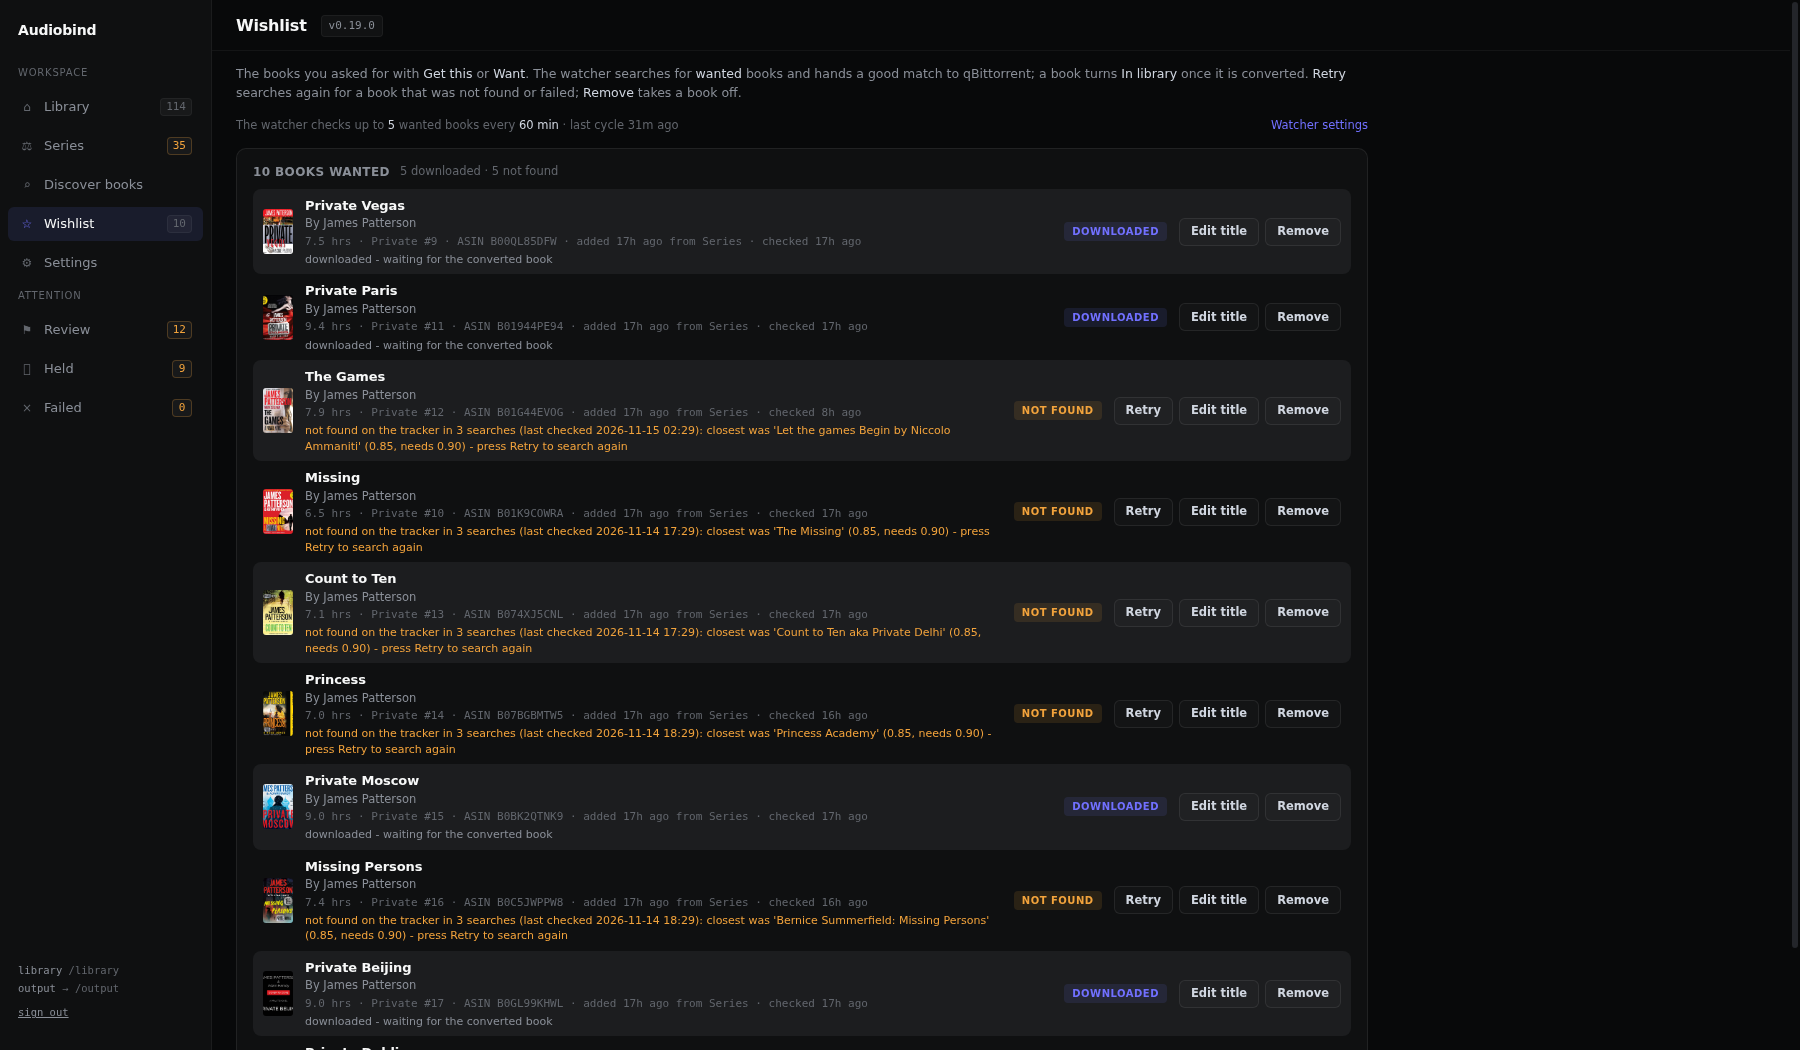 Audiobind
WORKSPACE
Library 114
Series 35
Discover books
Wishlist 10
Settings
ATTENTION
Review 12
Held 9
Failed 0
library /library
output → /output
sign out
Wishlist v0.19.0
The books you asked for with Get this or Want. The watcher searches for wanted books and hands a good match to qBittorrent; a book turns In library once it is converted. Retry
searches again for a book that was not found or failed; Remove takes a book off.
The watcher checks up to 5 wanted books every 60 min · last cycle 31m ago Watcher settings
10 BOOKS WANTED 5 downloaded · 5 not found
Private Vegas
By James Patterson
7.5 hrs · Private #9 · ASIN B00QL85DFW · added 17h ago from Series · checked 17h ago
downloaded - waiting for the converted book
DOWNLOADED Edit title Remove
Private Paris
By James Patterson
9.4 hrs · Private #11 · ASIN B01944PE94 · added 17h ago from Series · checked 17h ago
downloaded - waiting for the converted book
DOWNLOADED Edit title Remove
The Games
By James Patterson
7.9 hrs · Private #12 · ASIN B01G44EVOG · added 17h ago from Series · checked 8h ago
not found on the tracker in 3 searches (last checked 2026-11-15 02:29): closest was 'Let the games Begin by Niccolo
Ammaniti' (0.85, needs 0.90) - press Retry to search again
NOT FOUND Retry Edit title Remove
Missing
By James Patterson
6.5 hrs · Private #10 · ASIN B01K9COWRA · added 17h ago from Series · checked 17h ago
not found on the tracker in 3 searches (last checked 2026-11-14 17:29): closest was 'The Missing' (0.85, needs 0.90) - press
Retry to search again
NOT FOUND Retry Edit title Remove
Count to Ten
By James Patterson
7.1 hrs · Private #13 · ASIN B074XJ5CNL · added 17h ago from Series · checked 17h ago
not found on the tracker in 3 searches (last checked 2026-11-14 17:29): closest was 'Count to Ten aka Private Delhi' (0.85,
needs 0.90) - press Retry to search again
NOT FOUND Retry Edit title Remove
Princess
By James Patterson
7.0 hrs · Private #14 · ASIN B07BGBMTW5 · added 17h ago from Series · checked 16h ago
not found on the tracker in 3 searches (last checked 2026-11-14 18:29): closest was 'Princess Academy' (0.85, needs 0.90) -
press Retry to search again
NOT FOUND Retry Edit title Remove
Private Moscow
By James Patterson
9.0 hrs · Private #15 · ASIN B0BK2QTNK9 · added 17h ago from Series · checked 17h ago
downloaded - waiting for the converted book
DOWNLOADED Edit title Remove
Missing Persons
By James Patterson
7.4 hrs · Private #16 · ASIN B0C5JWPPW8 · added 17h ago from Series · checked 16h ago
not found on the tracker in 3 searches (last checked 2026-11-14 18:29): closest was 'Bernice Summerfield: Missing Persons'
(0.85, needs 0.90) - press Retry to search again
NOT FOUND Retry Edit title Remove
Private Beijing
By James Patterson
9.0 hrs · Private #17 · ASIN B0GL99KHWL · added 17h ago from Series · checked 17h ago
downloaded - waiting for the converted book
DOWNLOADED Edit title Remove